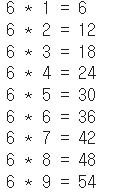 6 * 1 = 6
6 * 2 = 12
6 * 3 = 18
6 * 4 = 24
6 * 5 = 30
6 * 6 = 36
6 * 7 = 42
6 * 8 = 48
6 * 9 = 54